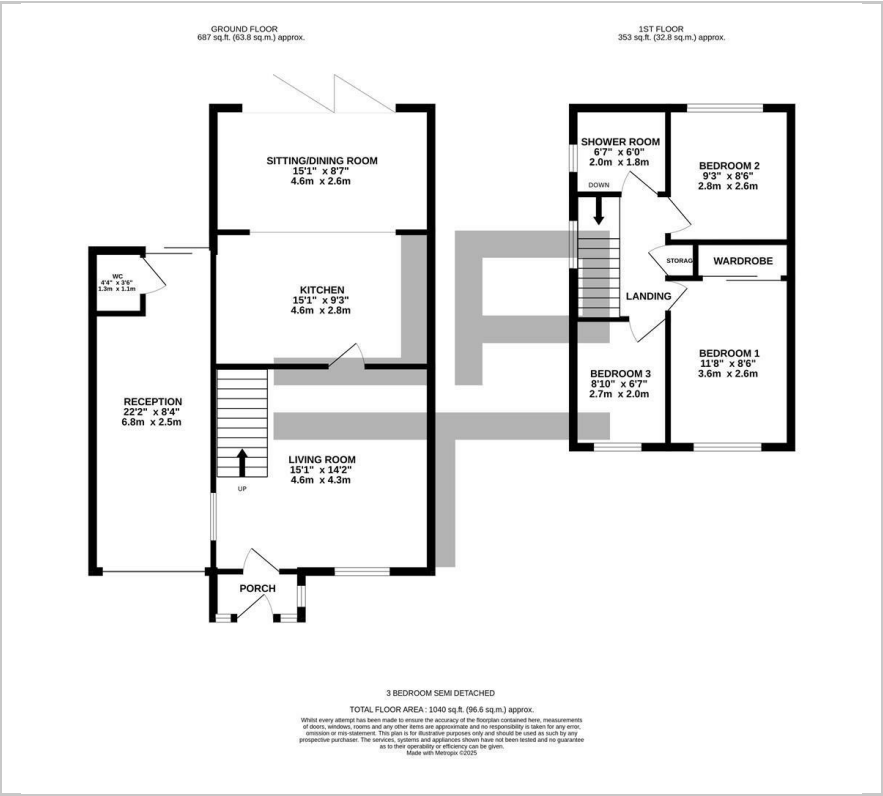 GROUND FLOOR
687 sq.ft. (63.8 sq.m.) approx.
1ST FLOOR
353 sq.ft. (32.8 sq.m.) approx.
SITTING/DINING ROOM
15'1" x 8'7"
4.6m x 2.6m
KITCHEN
15'1" x 9'3"
4.6m x 2.8m
WC
4'4" x 3'6"
1.3m x 1.1m
RECEPTION
22'2" x 8'4"
6.8m x 2.5m
LIVING ROOM
15'1" x 14'2"
4.6m x 4.3m
UP
PORCH
SHOWER ROOM
6'7" x 6'0"
2.0m x 1.8m
DOWN
BEDROOM 2
9'3" x 8'6"
2.8m x 2.6m
STORAG
WARDROBE
LANDING
BEDROOM 1
11'8" x 8'6"
3.6m x 2.6m
BEDROOM 3
8'10" x 6'7"
2.7m x 2.0m
3 BEDROOM SEMI DETACHED
TOTAL FLOOR AREA : 1040 sq.ft. (96.6 sq.m.) approx.
Whilst every attempt has been made to ensure the accuracy of the floorplan contained here, measurements
of doors, windows, rooms and any other items are approximate and no responsibility is taken for any error,
omission or mis-statement. This plan is for illustrative purposes only and should be used as such by any
prospective purchaser. The services, systems and appliances shown have not been tested and no guarantee
as to their operability or efficiency can be given.
Made with Metropix ©2025